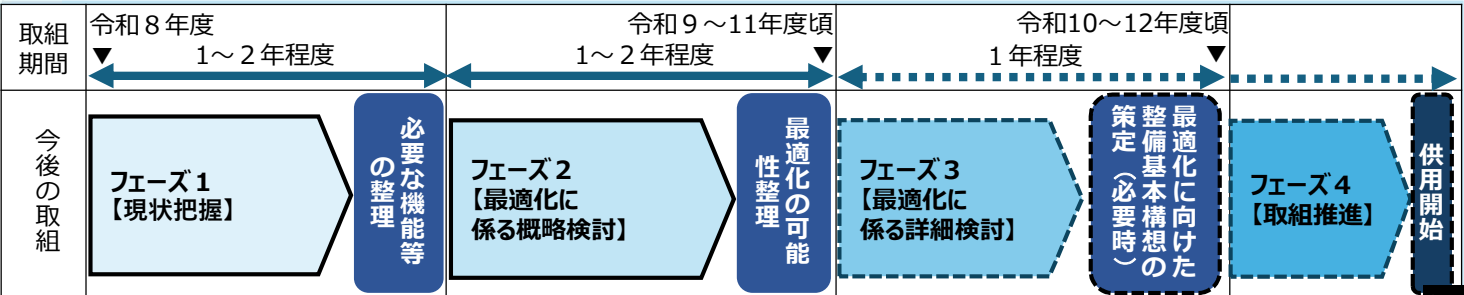 取組
期間
令和８年度
▼
1～２年程度
令和９～11年度頃
1～２年程度
▼
令和10～12年度頃
１年程度
▼
今後の取組
フェーズ１
【現状把握】
必要な機能等
の整理
フェーズ２
【最適化に
係る概略検討】
最適化の可能
性整理
フェーズ３
【最適化に
係る詳細検討】
最適化に向けた
整備基本構想の
策定（必要時）
フェーズ４
【取組推進】
供用開始